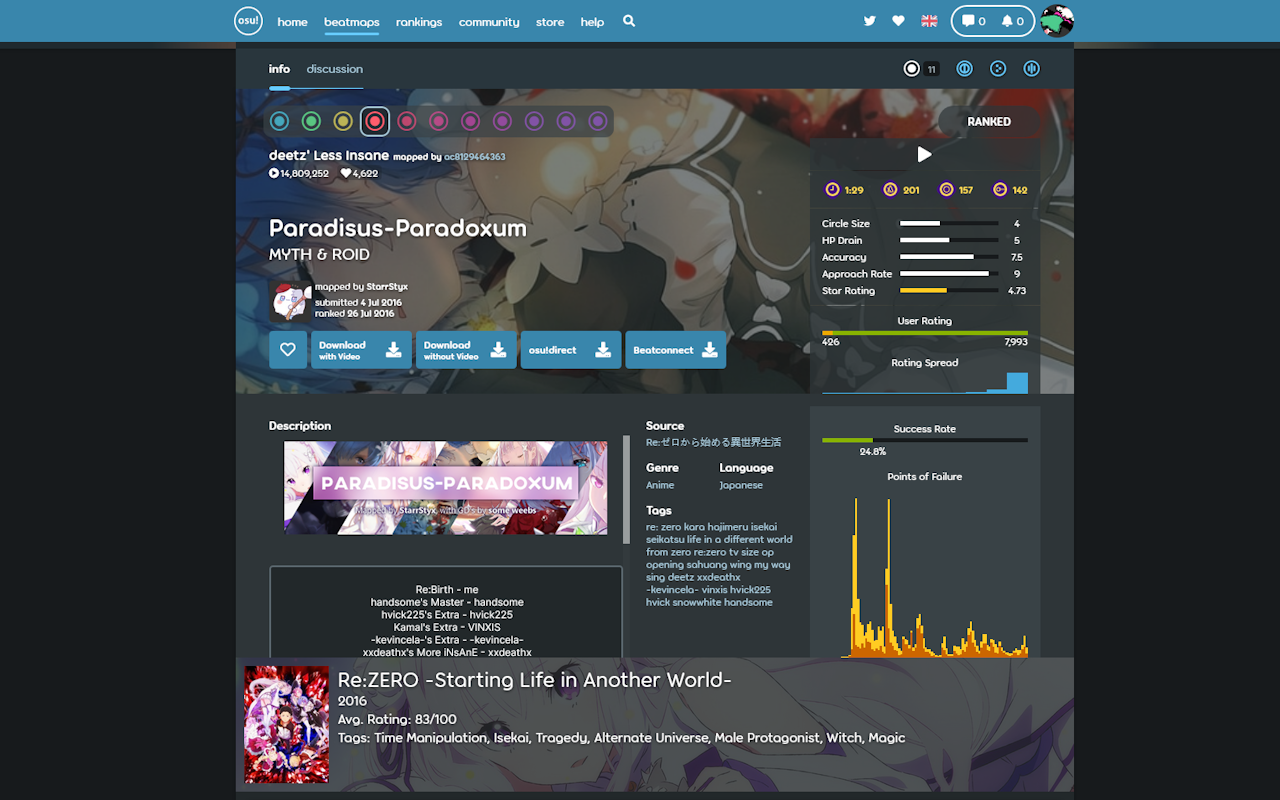 osu!
home beatmaps rankings community store help
0 0
info discussion
11
RANKED
deetz' Less Insane mapped by ac8129464363
14,809,252 4,622
Paradisus-Paradoxum
MYTH & ROID
mapped by StarrStyx
submitted 4 Jul 2016
ranked 26 Jul 2016
Download
with Video
Download
without Video
osu!direct
Beatconnect
1:29 201 157 142
Circle Size 4
HP Drain 5
Accuracy 7.5
Approach Rate 9
Star Rating 4.73
User Rating
426 7,993
Rating Spread
Description
PARADISUS-PARADOXUM
Mapped by StarrStyx, with GD's by some weebs
Re:Birth - me
handsome's Master - handsome
hvick225's Extra - hvick225
Kamal's Extra - VINXIS
-kevincela-'s Extra - -kevincela-
xxdeathx's More iNsAnE - xxdeathx
Source
Re:ゼロから始める異世界生活
Genre Language
Anime Japanese
Tags
re: zero kara hajimeru isekai
seikatsu life in a different world
from zero re:zero tv size op
opening sahuang wing my way
sing deetz xxdeathx
-kevincela- vinxis hvick225
hvick snowwhite handsome
Success Rate
24.8%
Points of Failure
Re:ZERO -Starting Life in Another World-
2016
Avg. Rating: 83/100
Tags: Time Manipulation, Isekai, Tragedy, Alternate Universe, Male Protagonist, Witch, Magic